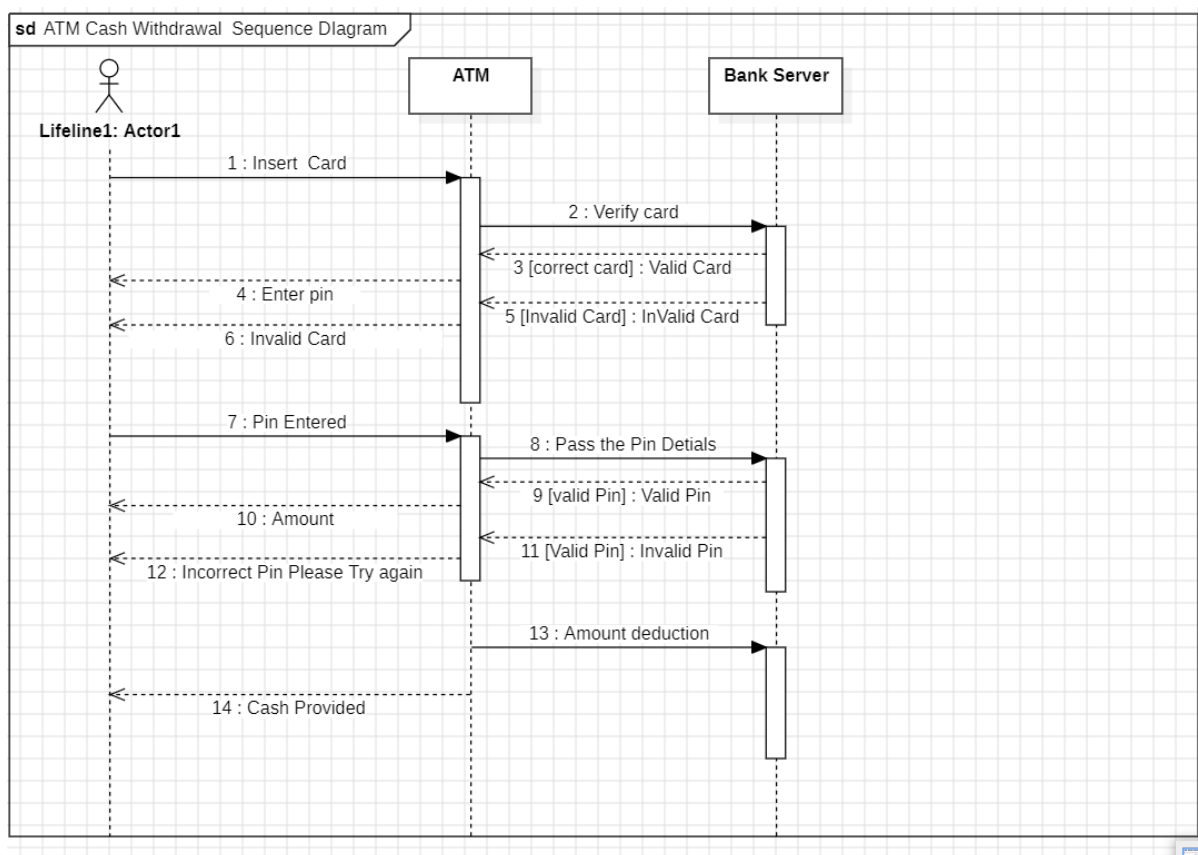 sd ATM Cash Withdrawal  Sequence DIagram
ATM
Bank Server
Lifeline1: Actor1
1 : Insert  Card
2 : Verify card
3 [correct card] : Valid Card
4 : Enter pin
5 [Invalid Card] : InValid Card
6 : Invalid Card
7 : Pin Entered
8 : Pass the Pin Detials
9 [valid Pin] : Valid Pin
10 : Amount
11 [Valid Pin] : Invalid Pin
12 : Incorrect Pin Please Try again
13 : Amount deduction
14 : Cash Provided